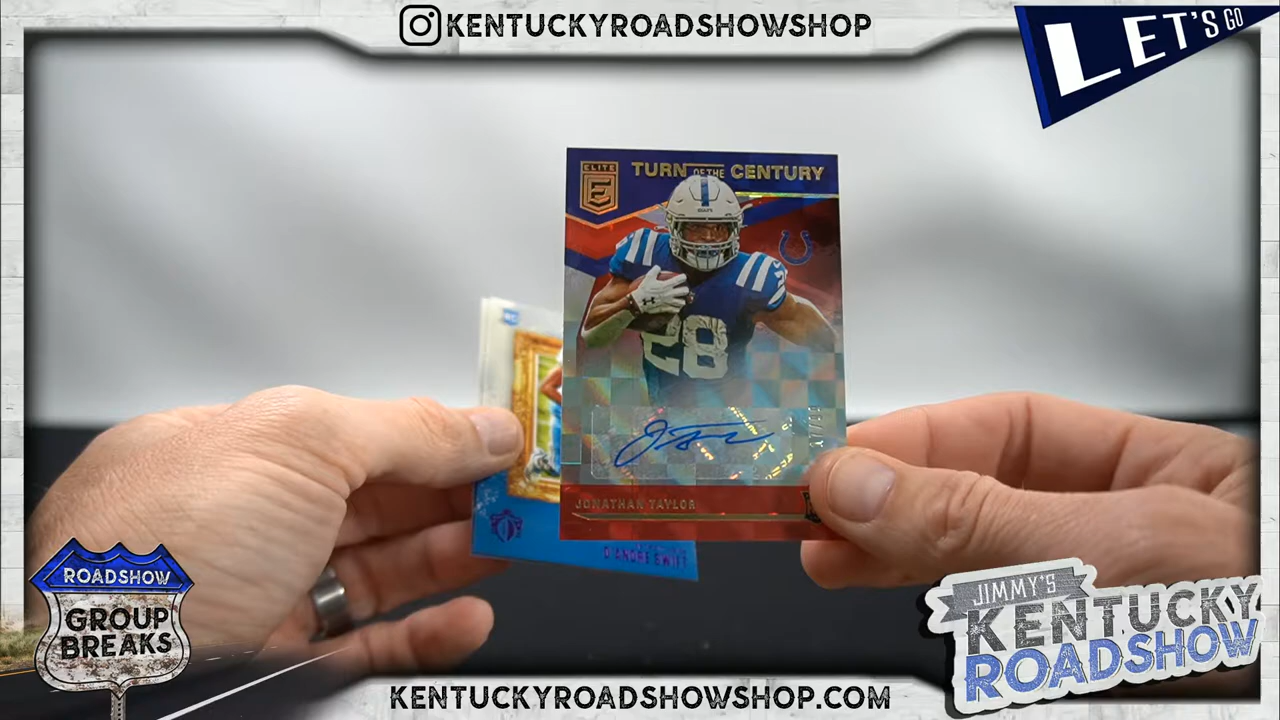 KENTUCKYROADSHOWSHOP
LET'S GO
ELITE
E
TURN OF THE CENTURY
28
JONATHAN TAYLOR
RC
D'ANDRE SWIFT
ROADSHOW
GROUP
BREAKS
JIMMY'S
KENTUCKY
ROADSHOW
KENTUCKYROADSHOWSHOP.COM